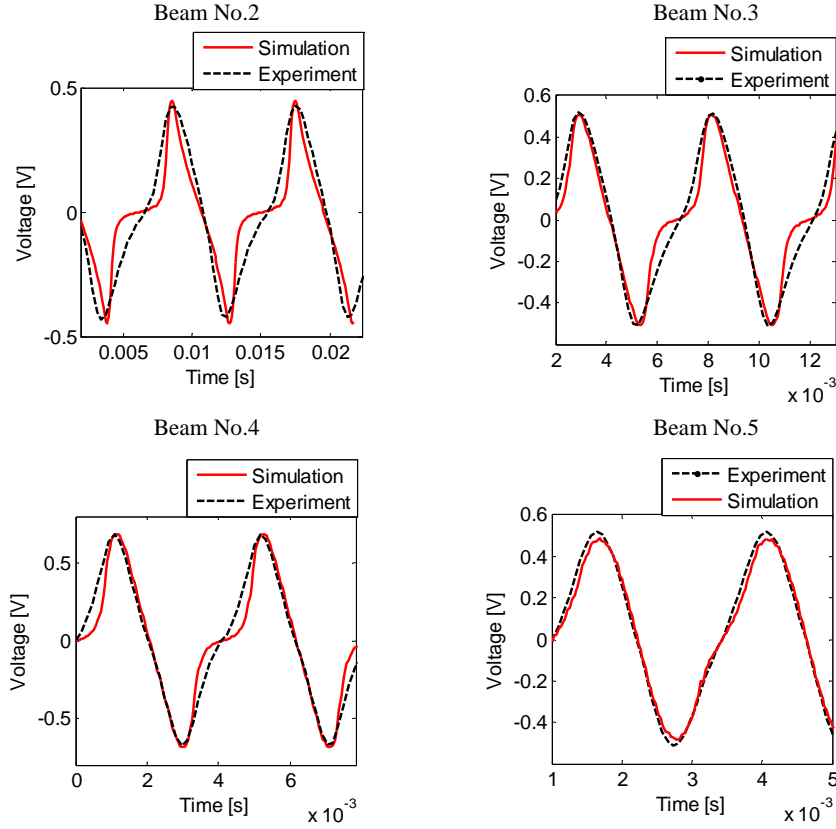 Beam No.2
Simulation
Experiment
0.5
0
-0.5
Voltage [V]
0.005 0.01 0.015 0.02
Time [s]
Beam No.3
Simulation
Experiment
0.6
0.4
0.2
0
-0.2
-0.4
Voltage [V]
2 4 6 8 10 12
Time [s]
x 10⁻³
Beam No.4
Simulation
Experiment
0.5
0
-0.5
Voltage [V]
0 2 4 6
Time [s]
x 10⁻³
Beam No.5
Experiment
Simulation
0.6
0.4
0.2
0
-0.2
-0.4
Voltage [V]
1 2 3 4 5
Time [s]
x 10⁻³